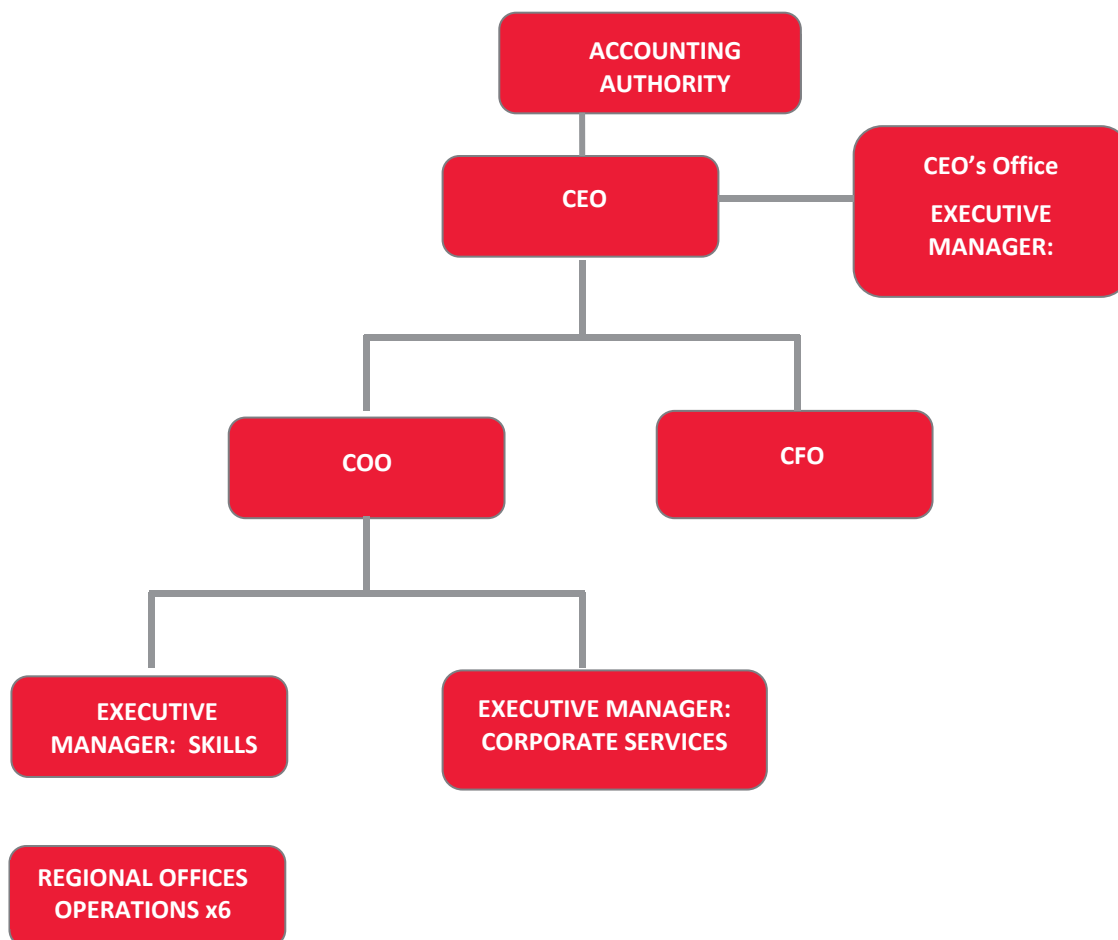 ACCOUNTING
AUTHORITY
CEO
CEO’s Office
EXECUTIVE
MANAGER:
COO
CFO
EXECUTIVE
MANAGER: SKILLS
EXECUTIVE MANAGER:
CORPORATE SERVICES
REGIONAL OFFICES
OPERATIONS x6